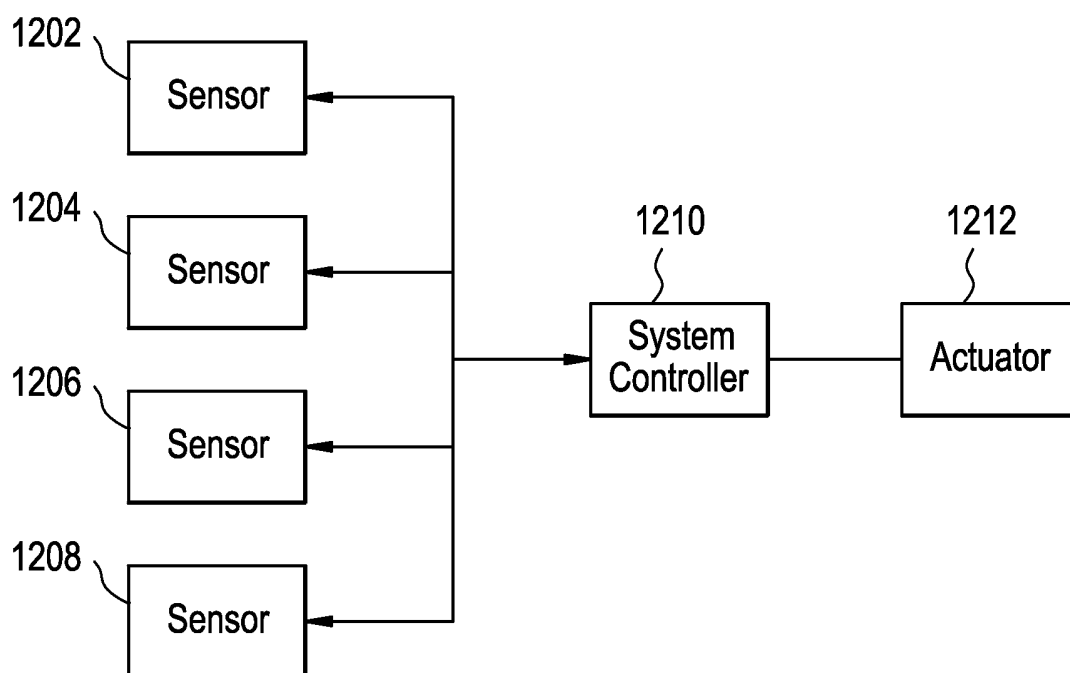 1202
Sensor
1204
Sensor
1206
Sensor
1208
Sensor
1210
System
Controller
1212
Actuator